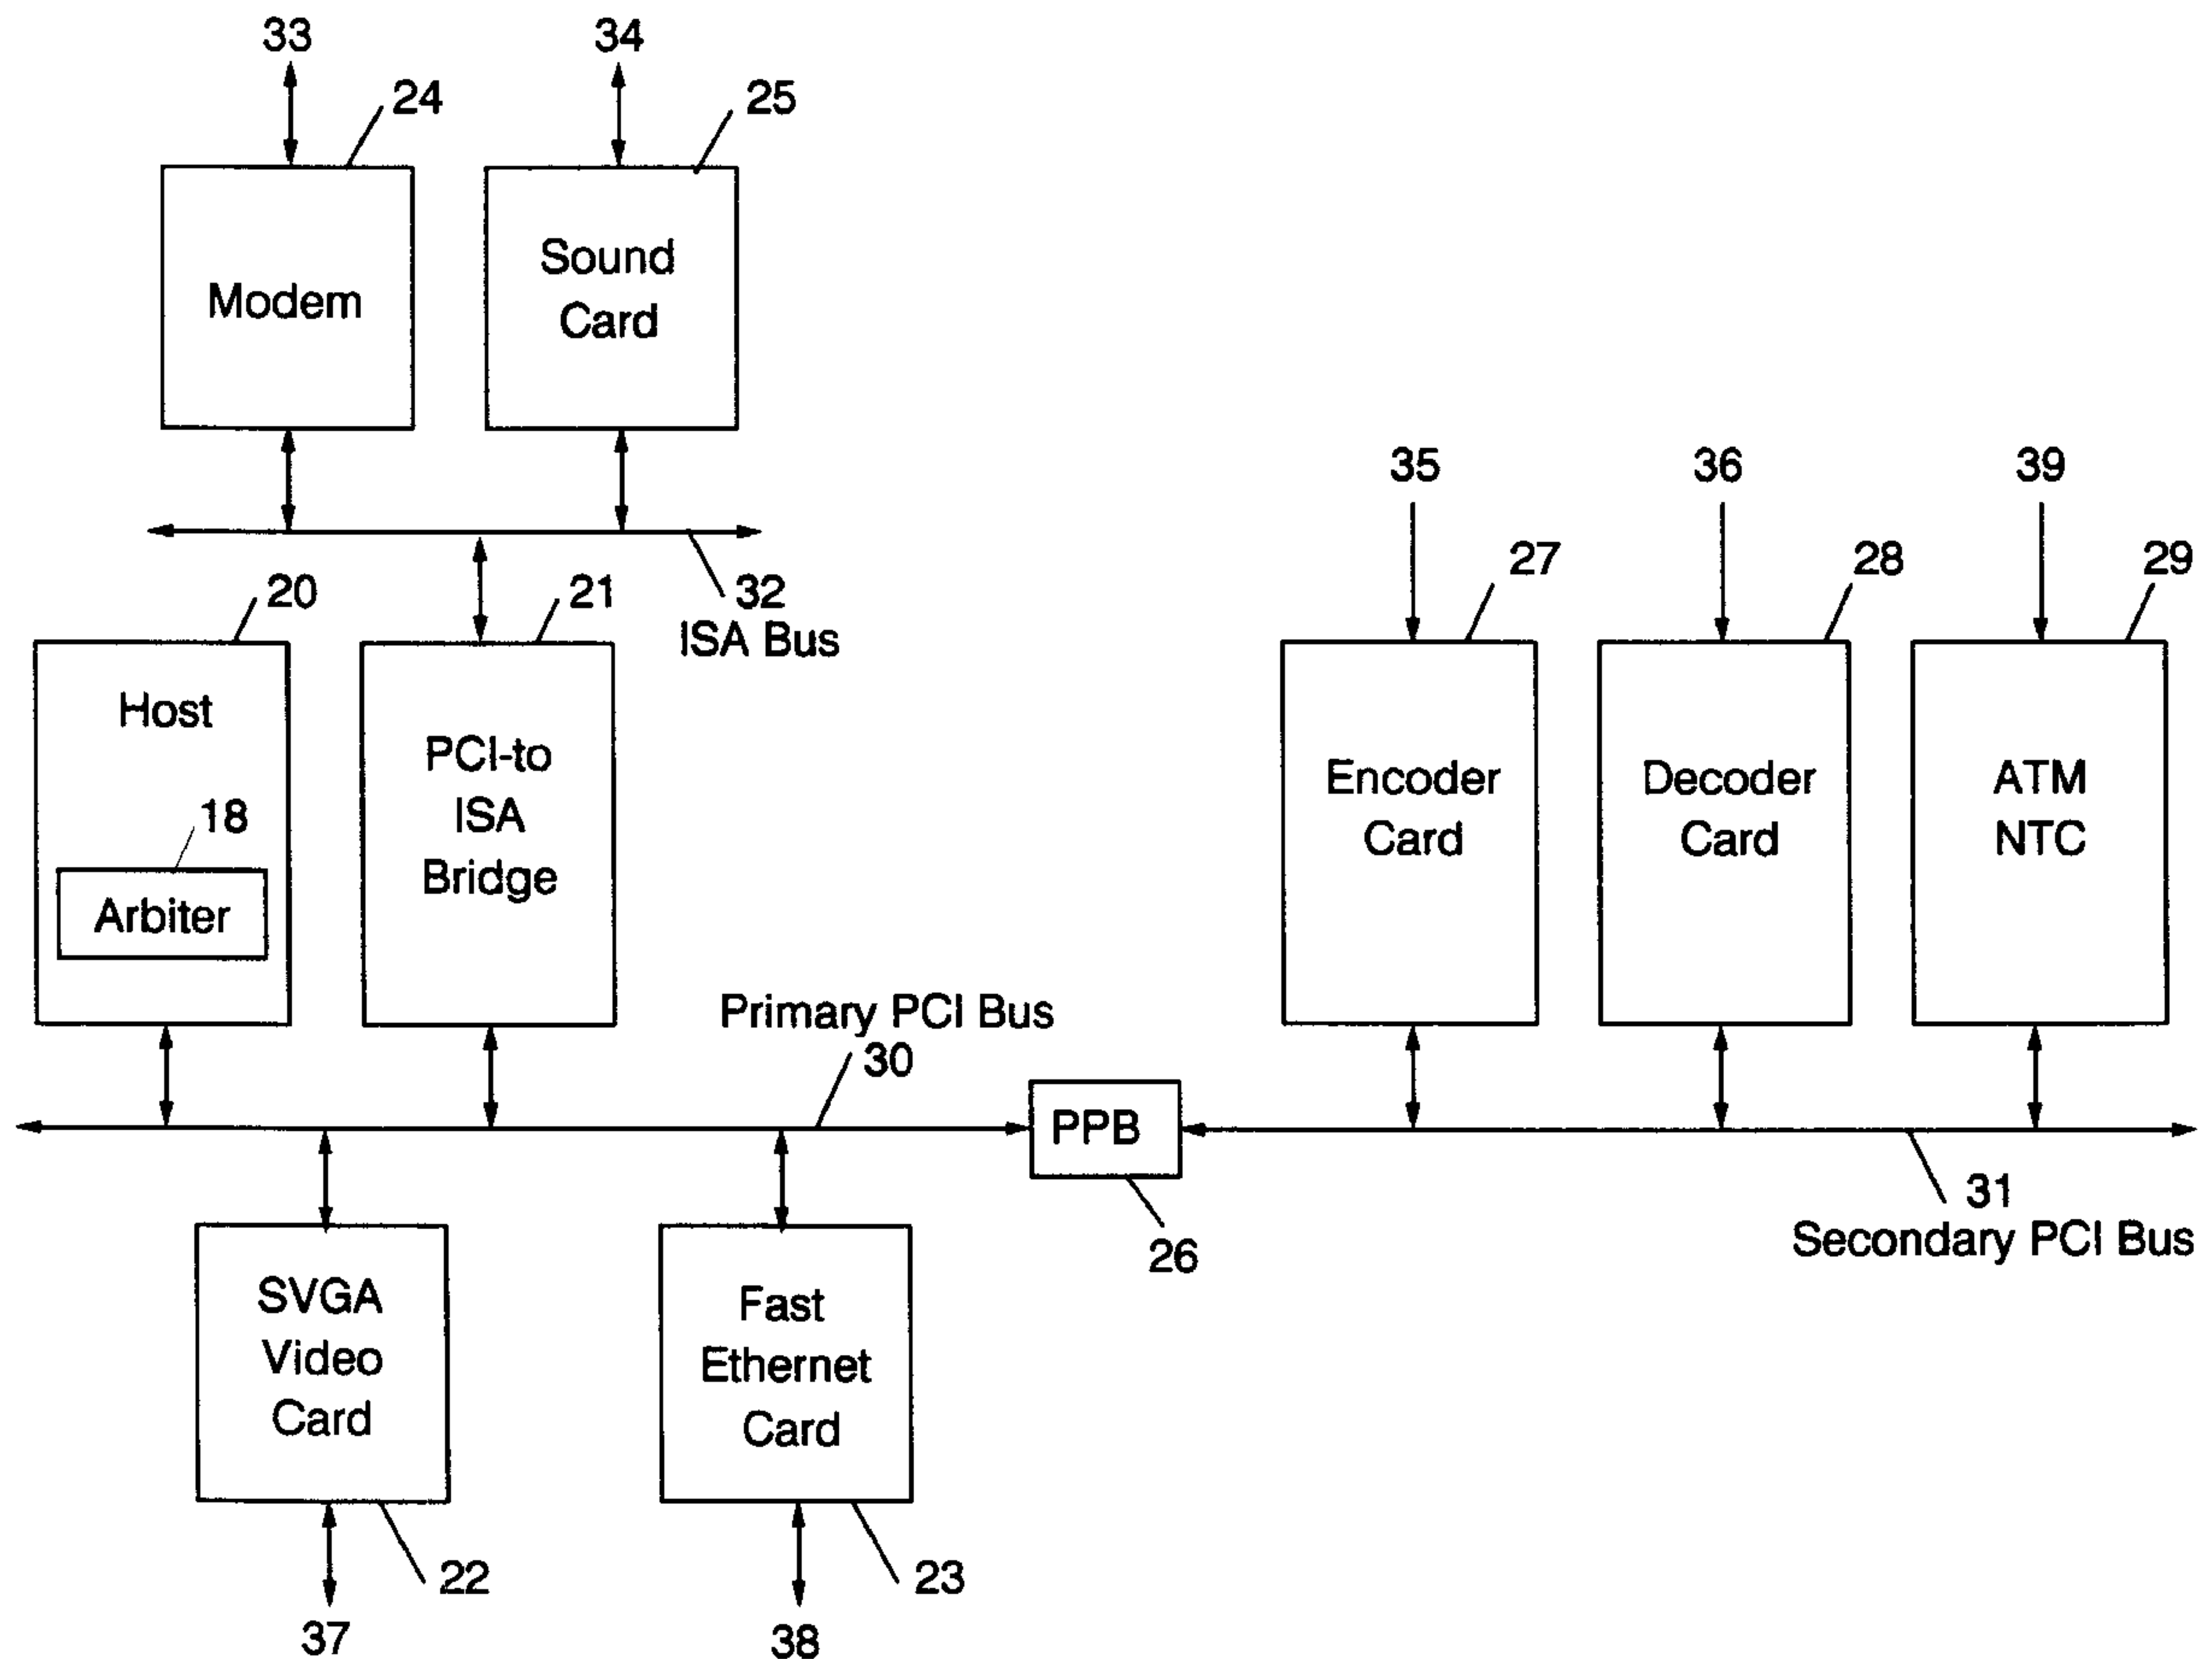 33
34
24
25
Modem
Sound
Card
32
ISA Bus
20
21
Host
18
Arbiter
PCI-to
ISA
Bridge
35
36
39
27
28
29
Encoder
Card
Decoder
Card
ATM
NTC
Primary PCI Bus
30
PPB
26
31
Secondary PCI Bus
SVGA
Video
Card
Fast
Ethernet
Card
22
23
37
38